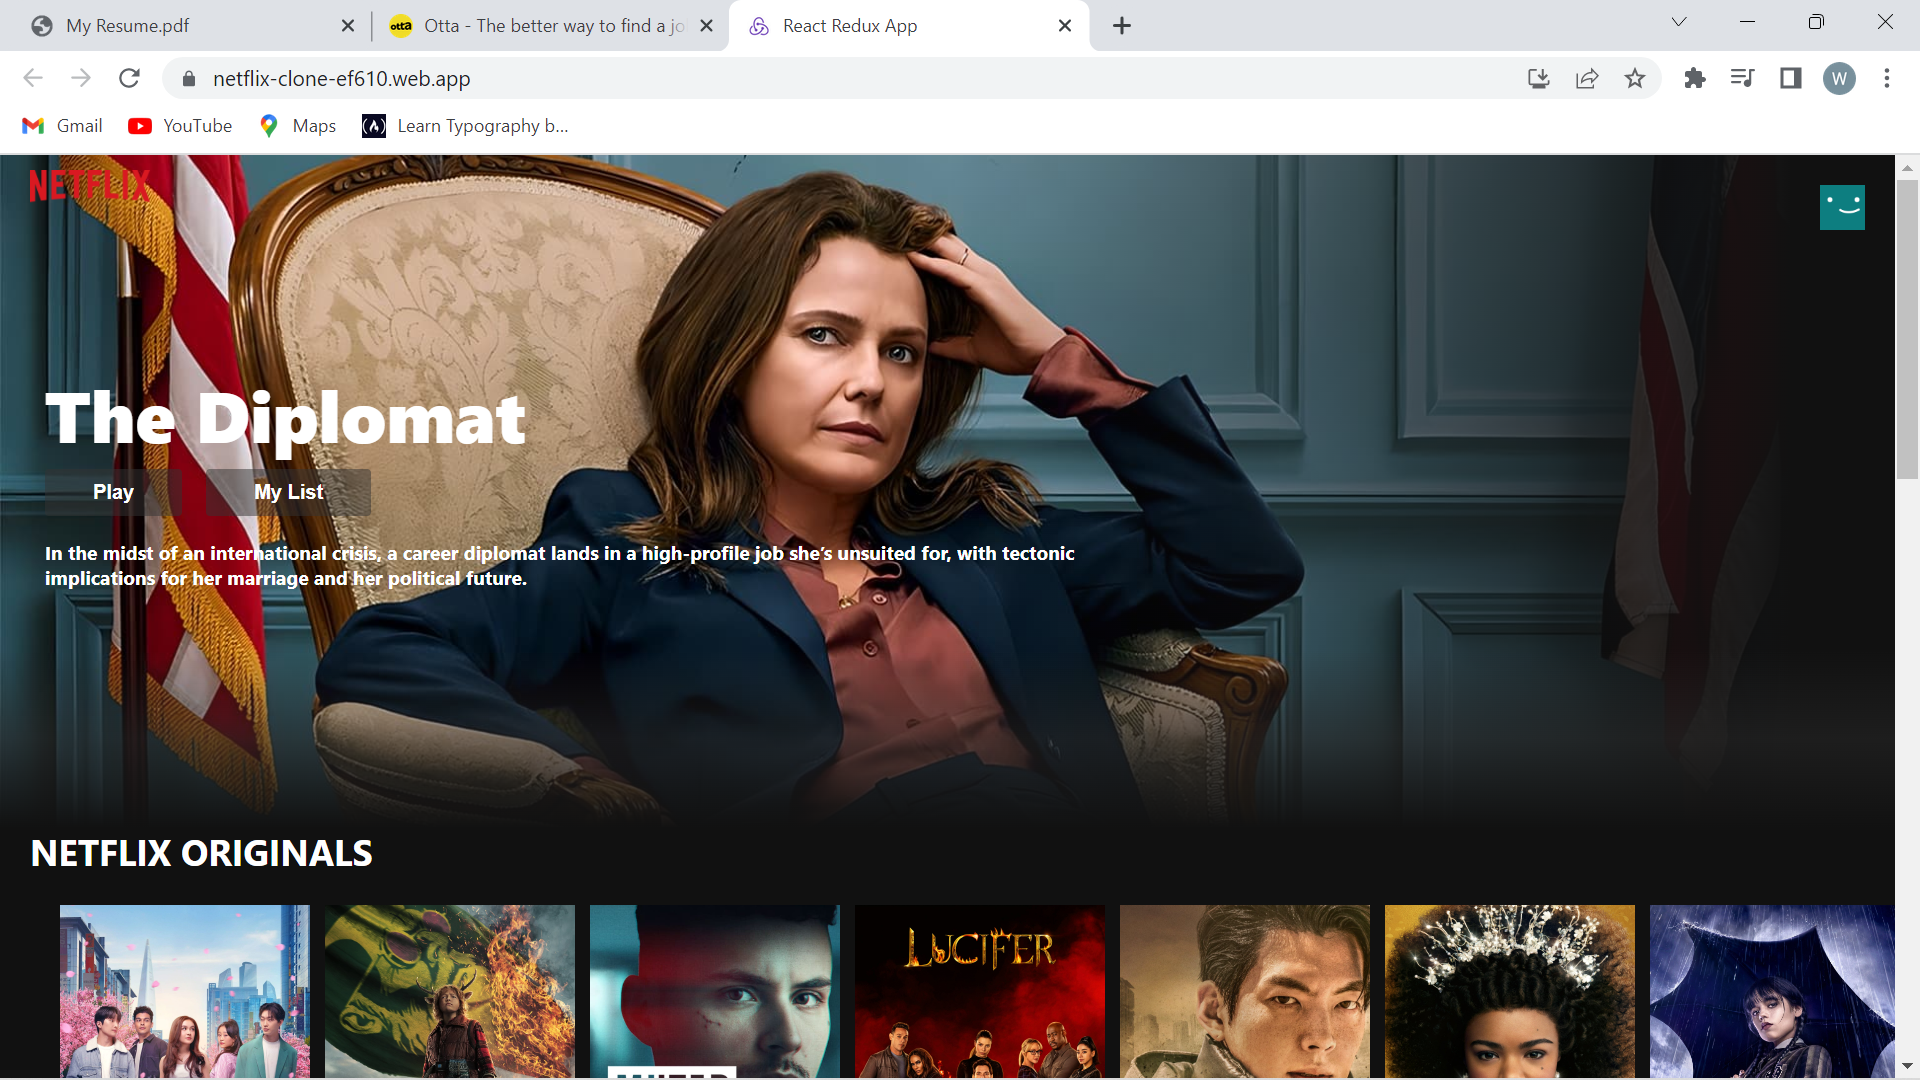 My Resume.pdf
Otta - The better way to find a jo
React Redux App
netflix-clone-ef610.web.app
W
Gmail
YouTube
Maps
Learn Typography b...
NETFLIX
The Diplomat
Play
My List
In the midst of an international crisis, a career diplomat lands in a high-profile job she's unsuited for, with tectonic
implications for her marriage and her political future.
NETFLIX ORIGINALS
LUCIFER